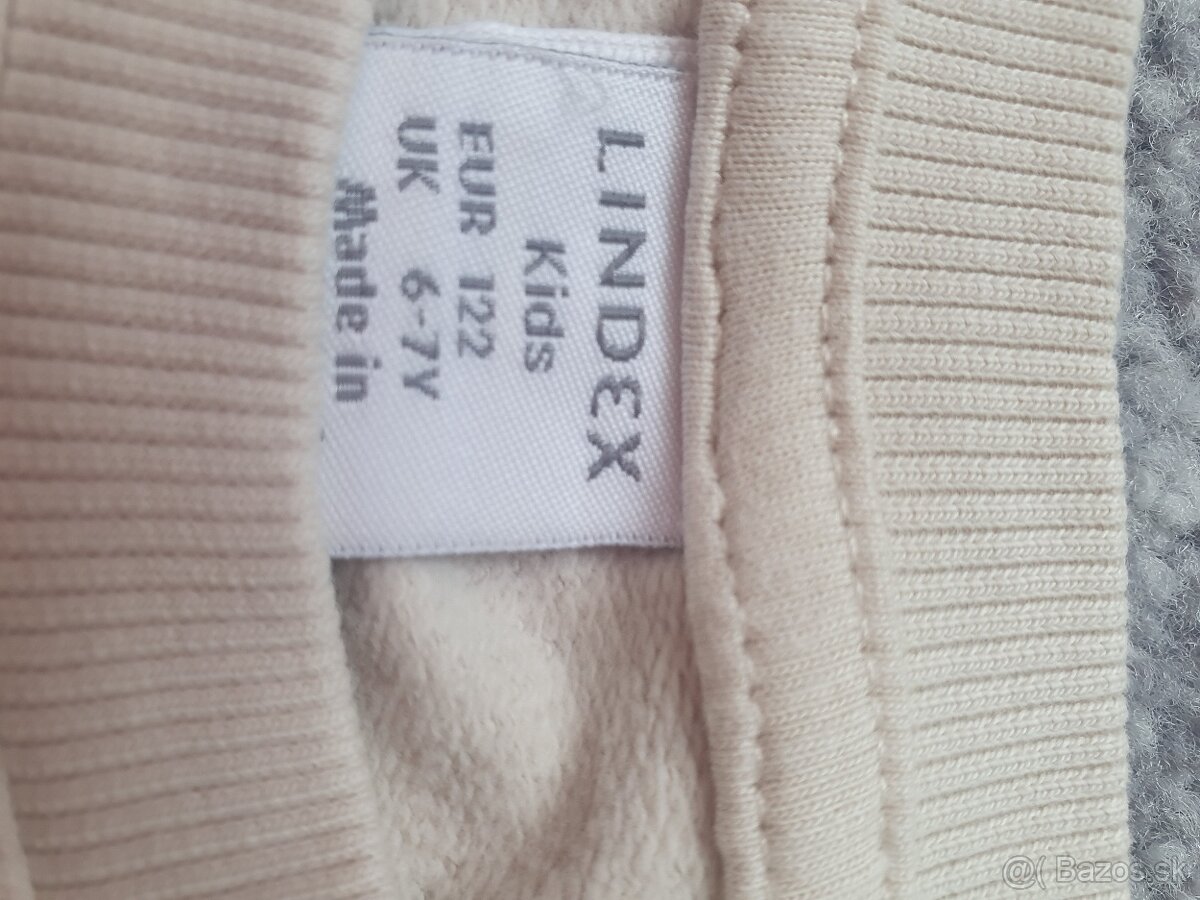 LINDEX
Kids
EUR 122
UK 6-7Y
Made in
@( Bazos.sk